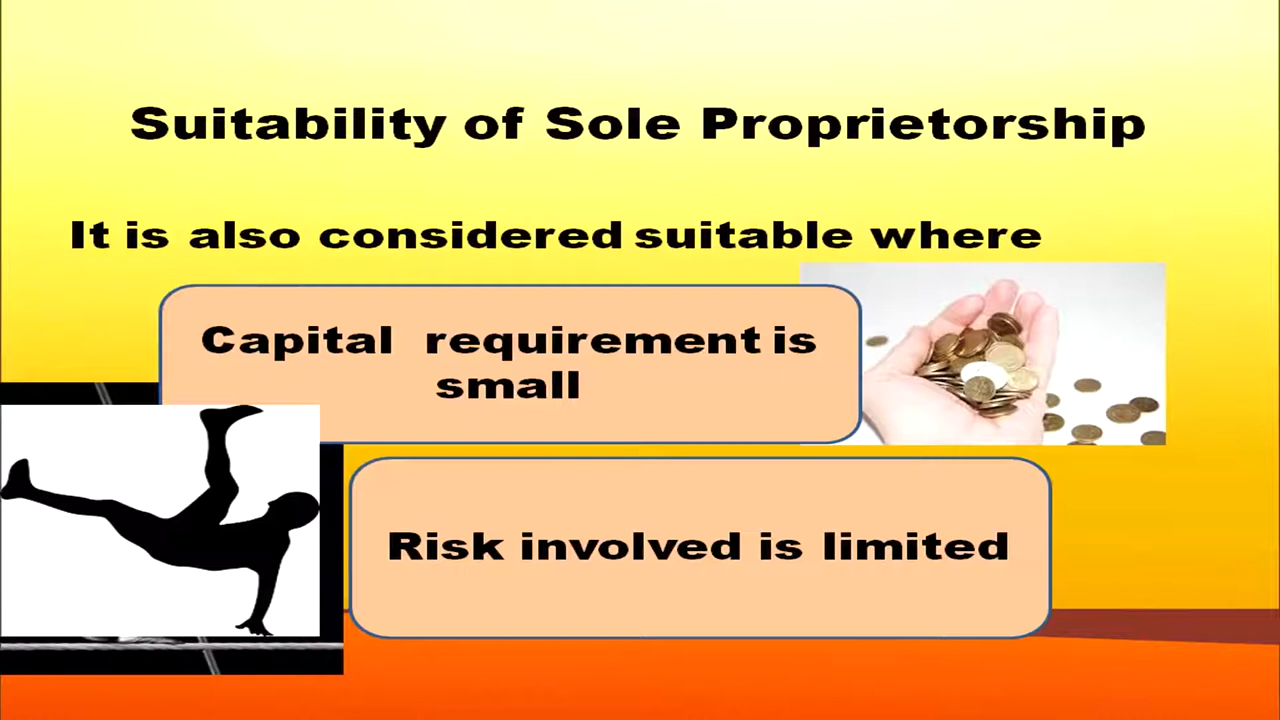 Suitability of Sole Proprietorship
It is also considered suitable where
Capital requirement is
small
Risk involved is limited